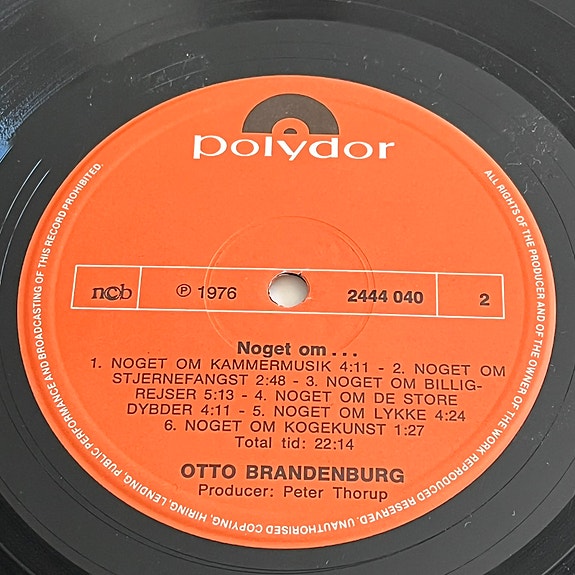 polydor
ncb
℗ 1976
2444 040
2
Noget om...
1. NOGET OM KAMMERMUSIK 4:11 - 2. NOGET OM
STJERNEFANGST 2:48 - 3. NOGET OM BILLIG-
REJSER 5:13 - 4. NOGET OM DE STORE
DYBDER 4:11 - 5. NOGET OM LYKKE 4:24
6. NOGET OM KOGEKUNST 1:27
Total tid: 22:14
OTTO BRANDENBURG
Producer: Peter Thorup
ALL RIGHTS OF THE PRODUCER AND OF THE OWNER OF THE WORK REPRODUCED RESERVED. UNAUTHORISED COPYING, HIRING, LENDING, PUBLIC PERFORMANCE AND BROADCASTING OF THIS RECORD PROHIBITED.